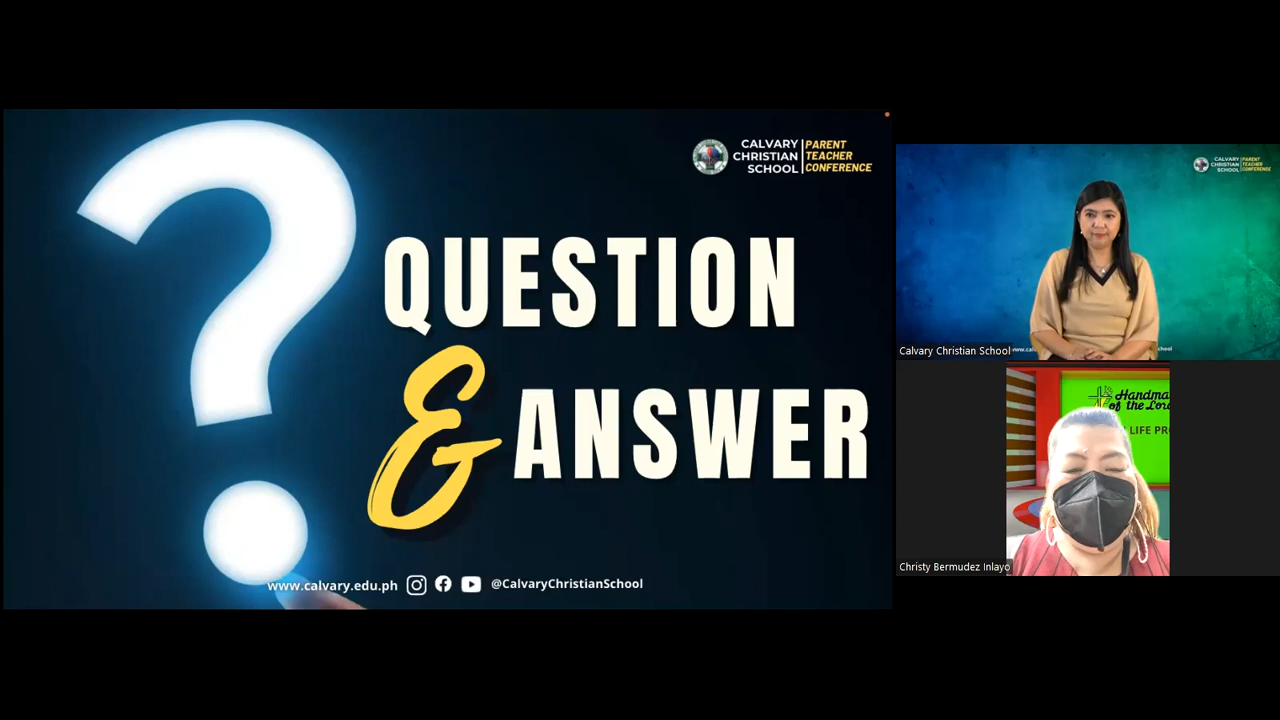 CALVARY
CHRISTIAN
SCHOOL
PARENT
TEACHER
CONFERENCE
QUESTION
& ANSWER
www.calvary.edu.ph
@CalvaryChristianSchool
CALVARY
CHRISTIAN
SCHOOL
PARENT
TEACHER
CONFERENCE
Calvary Christian School
of the Lord
LIFE
Christy Bermudez Inlayo